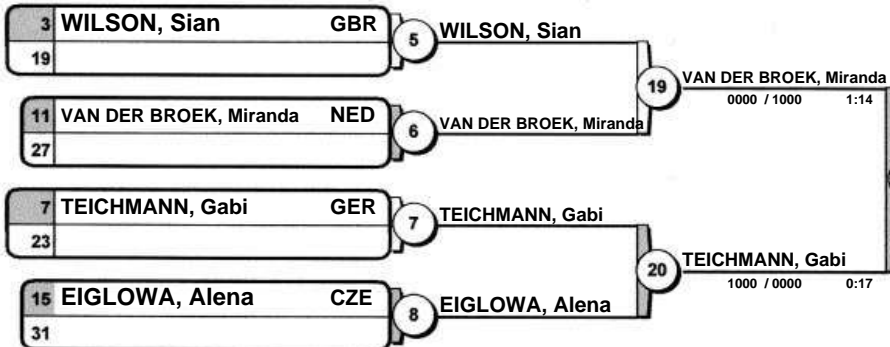 3 WILSON, Sian GBR
19
5
WILSON, Sian
11 VAN DER BROEK, Miranda NED
27
6
VAN DER BROEK, Miranda
19
VAN DER BROEK, Miranda
0000 / 1000 1:14
7 TEICHMANN, Gabi GER
23
7
TEICHMANN, Gabi
15 EIGLOWA, Alena CZE
31
8
EIGLOWA, Alena
20
TEICHMANN, Gabi
1000 / 0000 0:17